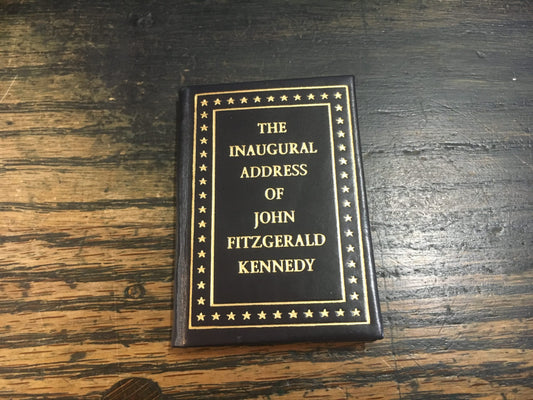 THE
INAUGURAL
ADDRESS
OF
JOHN
FITZGERALD
KENNEDY